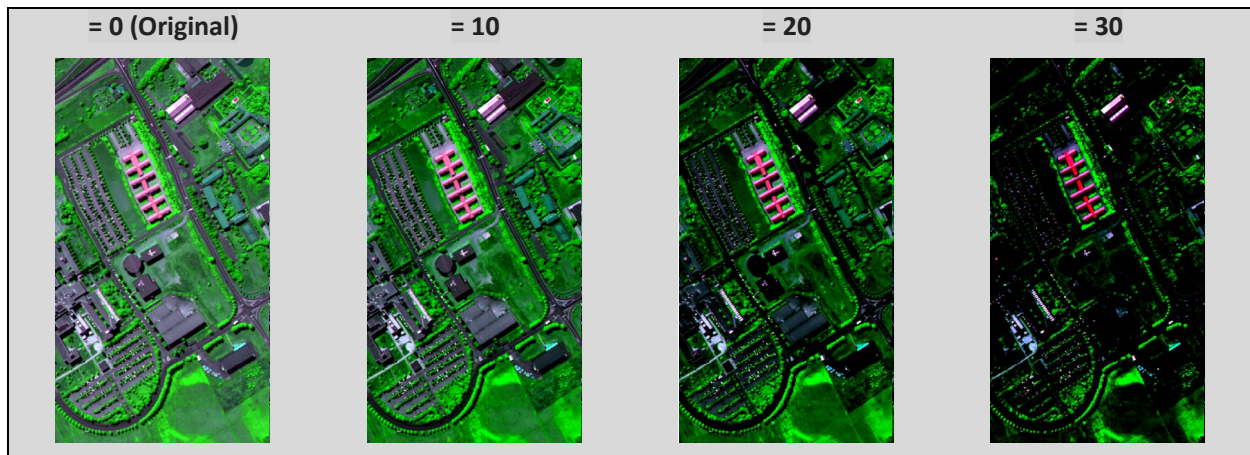 = 0 (Original) = 10 = 20 = 30